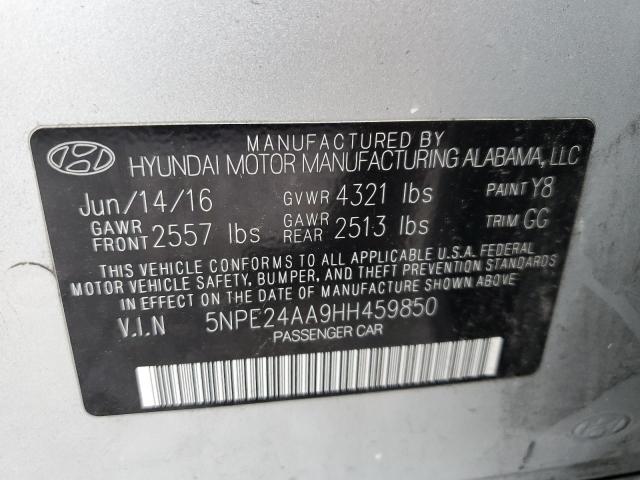 MANUFACTURED BY
HYUNDAI MOTOR MANUFACTURING ALABAMA, LLC
Jun/14/16 GVWR 4321 lbs PAINT Y8
GAWR FRONT 2557 lbs GAWR REAR 2513 lbs TRIM GG
THIS VEHICLE CONFORMS TO ALL APPLICABLE U.S.A. FEDERAL
MOTOR VEHICLE SAFETY, BUMPER, AND THEFT PREVENTION STANDARDS
IN EFFECT ON THE DATE OF MANUFACTURE SHOWN ABOVE
V.I.N 5NPE24AA9HH459850
PASSENGER CAR